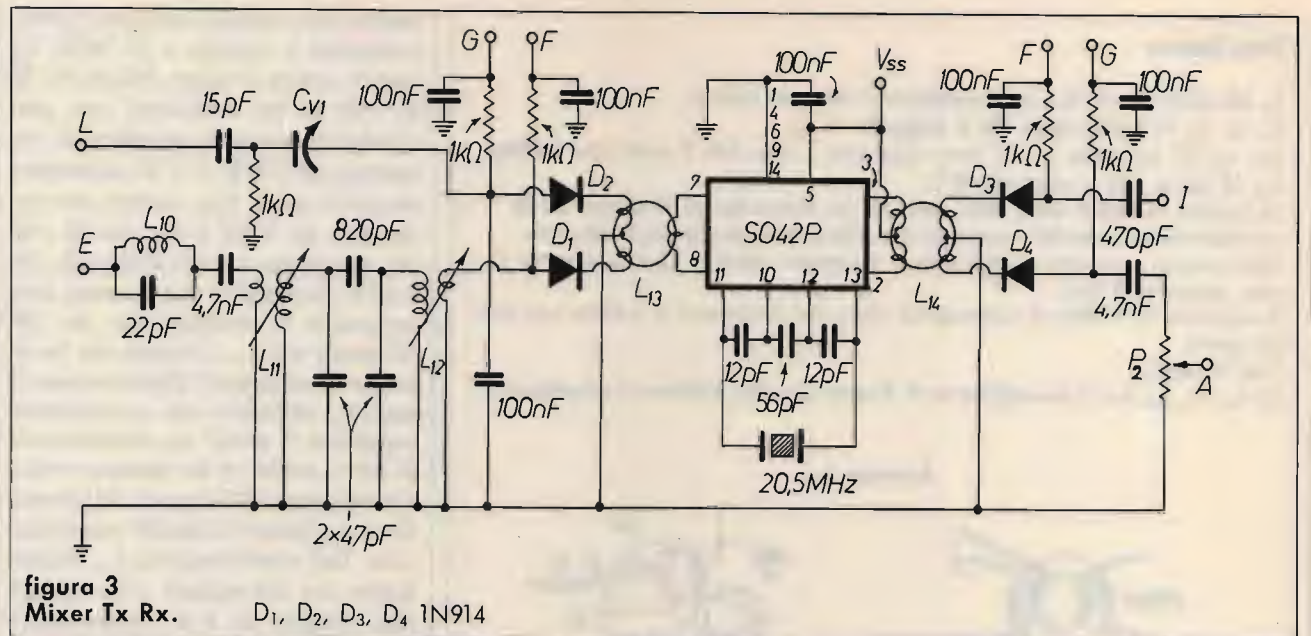 G F
Vss
F G
100nF
100nF
1kΩ
1kΩ
100nF
1
4
6
9
14
5
100nF
100nF
1kΩ
1kΩ
L
15pF
CV1
1kΩ
D2
D1
7
8
SO42P
3
2
11 10 12 13
D3
D4
I
470pF
4,7nF
E
L10
22pF
4,7nF
L11
820pF
L12
2×47pF
100nF
L13
L14
12pF
56pF
12pF
20,5MHz
P2
A
figura 3
Mixer Tx Rx. D1, D2, D3, D4 1N914